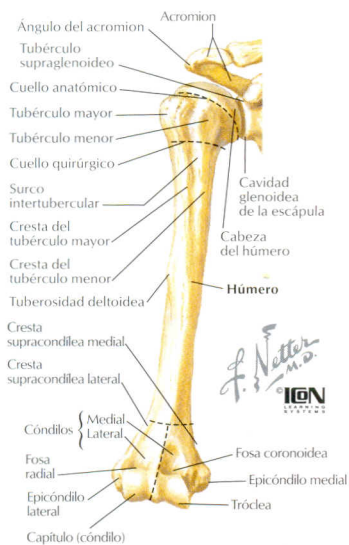 Acromion
Ángulo del acromion
Tubérculo
supraglenoideo
Cuello anatómico
Tubérculo mayor
Tubérculo menor
Cuello quirúrgico
Surco
intertubercular
Cresta del
tubérculo mayor
Cresta del
tubérculo menor
Tuberosidad deltoidea
Cresta
supracondílea medial
Cresta
supracondílea lateral
Cóndilos
Medial
Lateral
Fosa
radial
Epicóndilo
lateral
Capítulo (cóndilo)
Cavidad
glenoidea
de la escápula
Cabeza
del húmero
Húmero
F. Netter
M.D.
© ICON
LEARNING
SYSTEMS
Fosa coronoidea
Epicóndilo medial
Tróclea